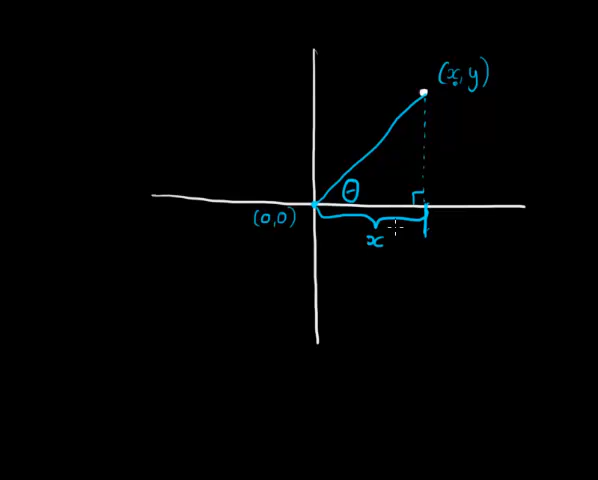 (x, y)
θ
(0,0)
x